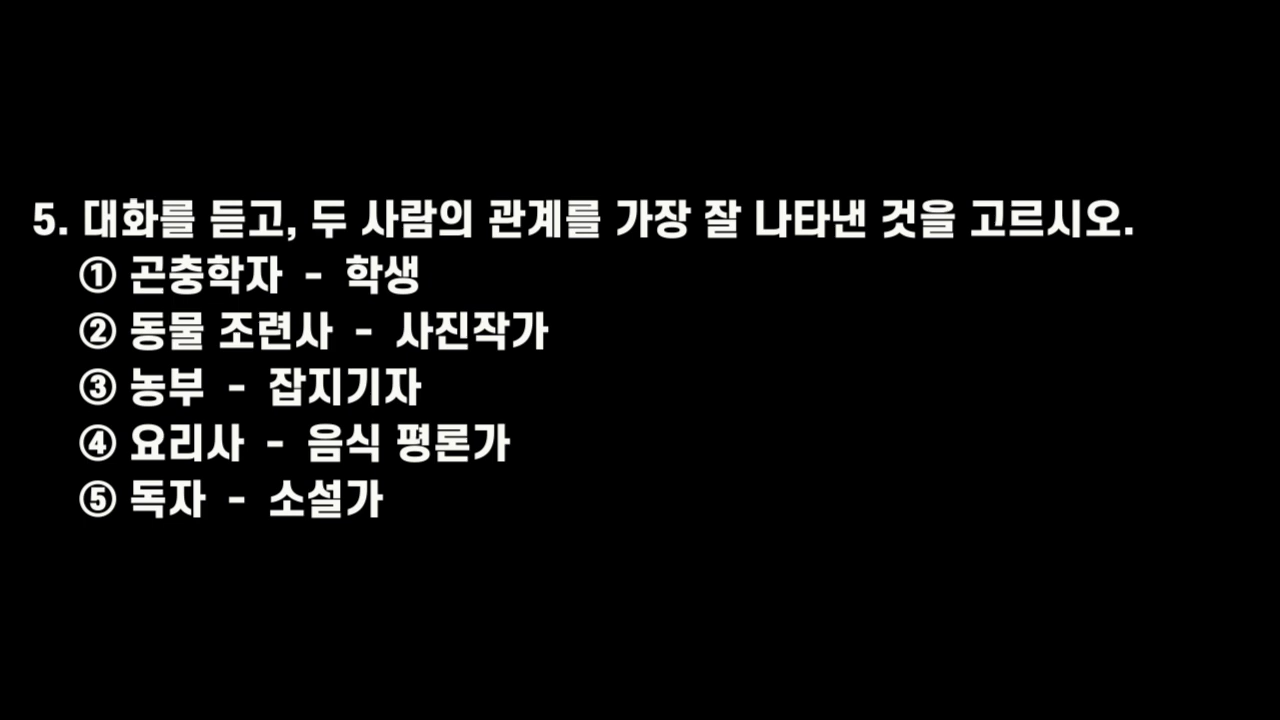 5. 대화를 듣고, 두 사람의 관계를 가장 잘 나타낸 것을 고르시오.
① 곤충학자 - 학생
② 동물 조련사 - 사진작가
③ 농부 - 잡지기자
④ 요리사 - 음식 평론가
⑤ 독자 - 소설가